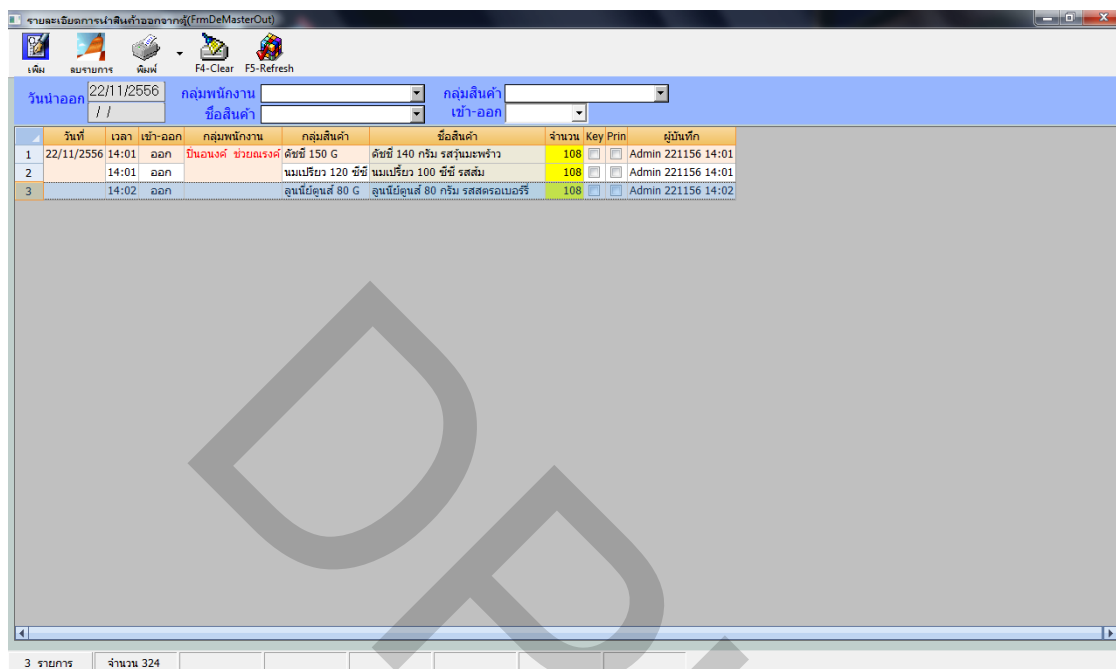 รายละเอียดการนำสินค้าออกจากตู้(FrmDeMasterOut)
เพิ่ม ลบรายการ พิมพ์ F4-Clear F5-Refresh
วันนำออก 22/11/2556 กลุ่มพนักงาน กลุ่มสินค้า
/ / ชื่อสินค้า เข้า-ออก
วันที่ เวลา เข้า-ออก กลุ่มพนักงาน กลุ่มสินค้า ชื่อสินค้า จำนวน Key Prin ผู้บันทึก
1 22/11/2556 14:01 ออก ปิ่นอนงค์ ช่วยณรงค์ ดัชชี่ 150 G ดัชชี่ 140 กรัม รสวุ้นมะพร้าว 108 Admin 221156 14:01
2 14:01 ออก นมเปรียว 120 ซีซี นมเปรี้ยว 100 ซีซี รสส้ม 108 Admin 221156 14:01
3 14:02 ออก ลูนนี่ย์ตูนส์ 80 G ลูนนี่ย์ตูนส์ 80 กรัม รสสตรอเบอร์รี่ 108 Admin 221156 14:02
3 รายการ จำนวน 324